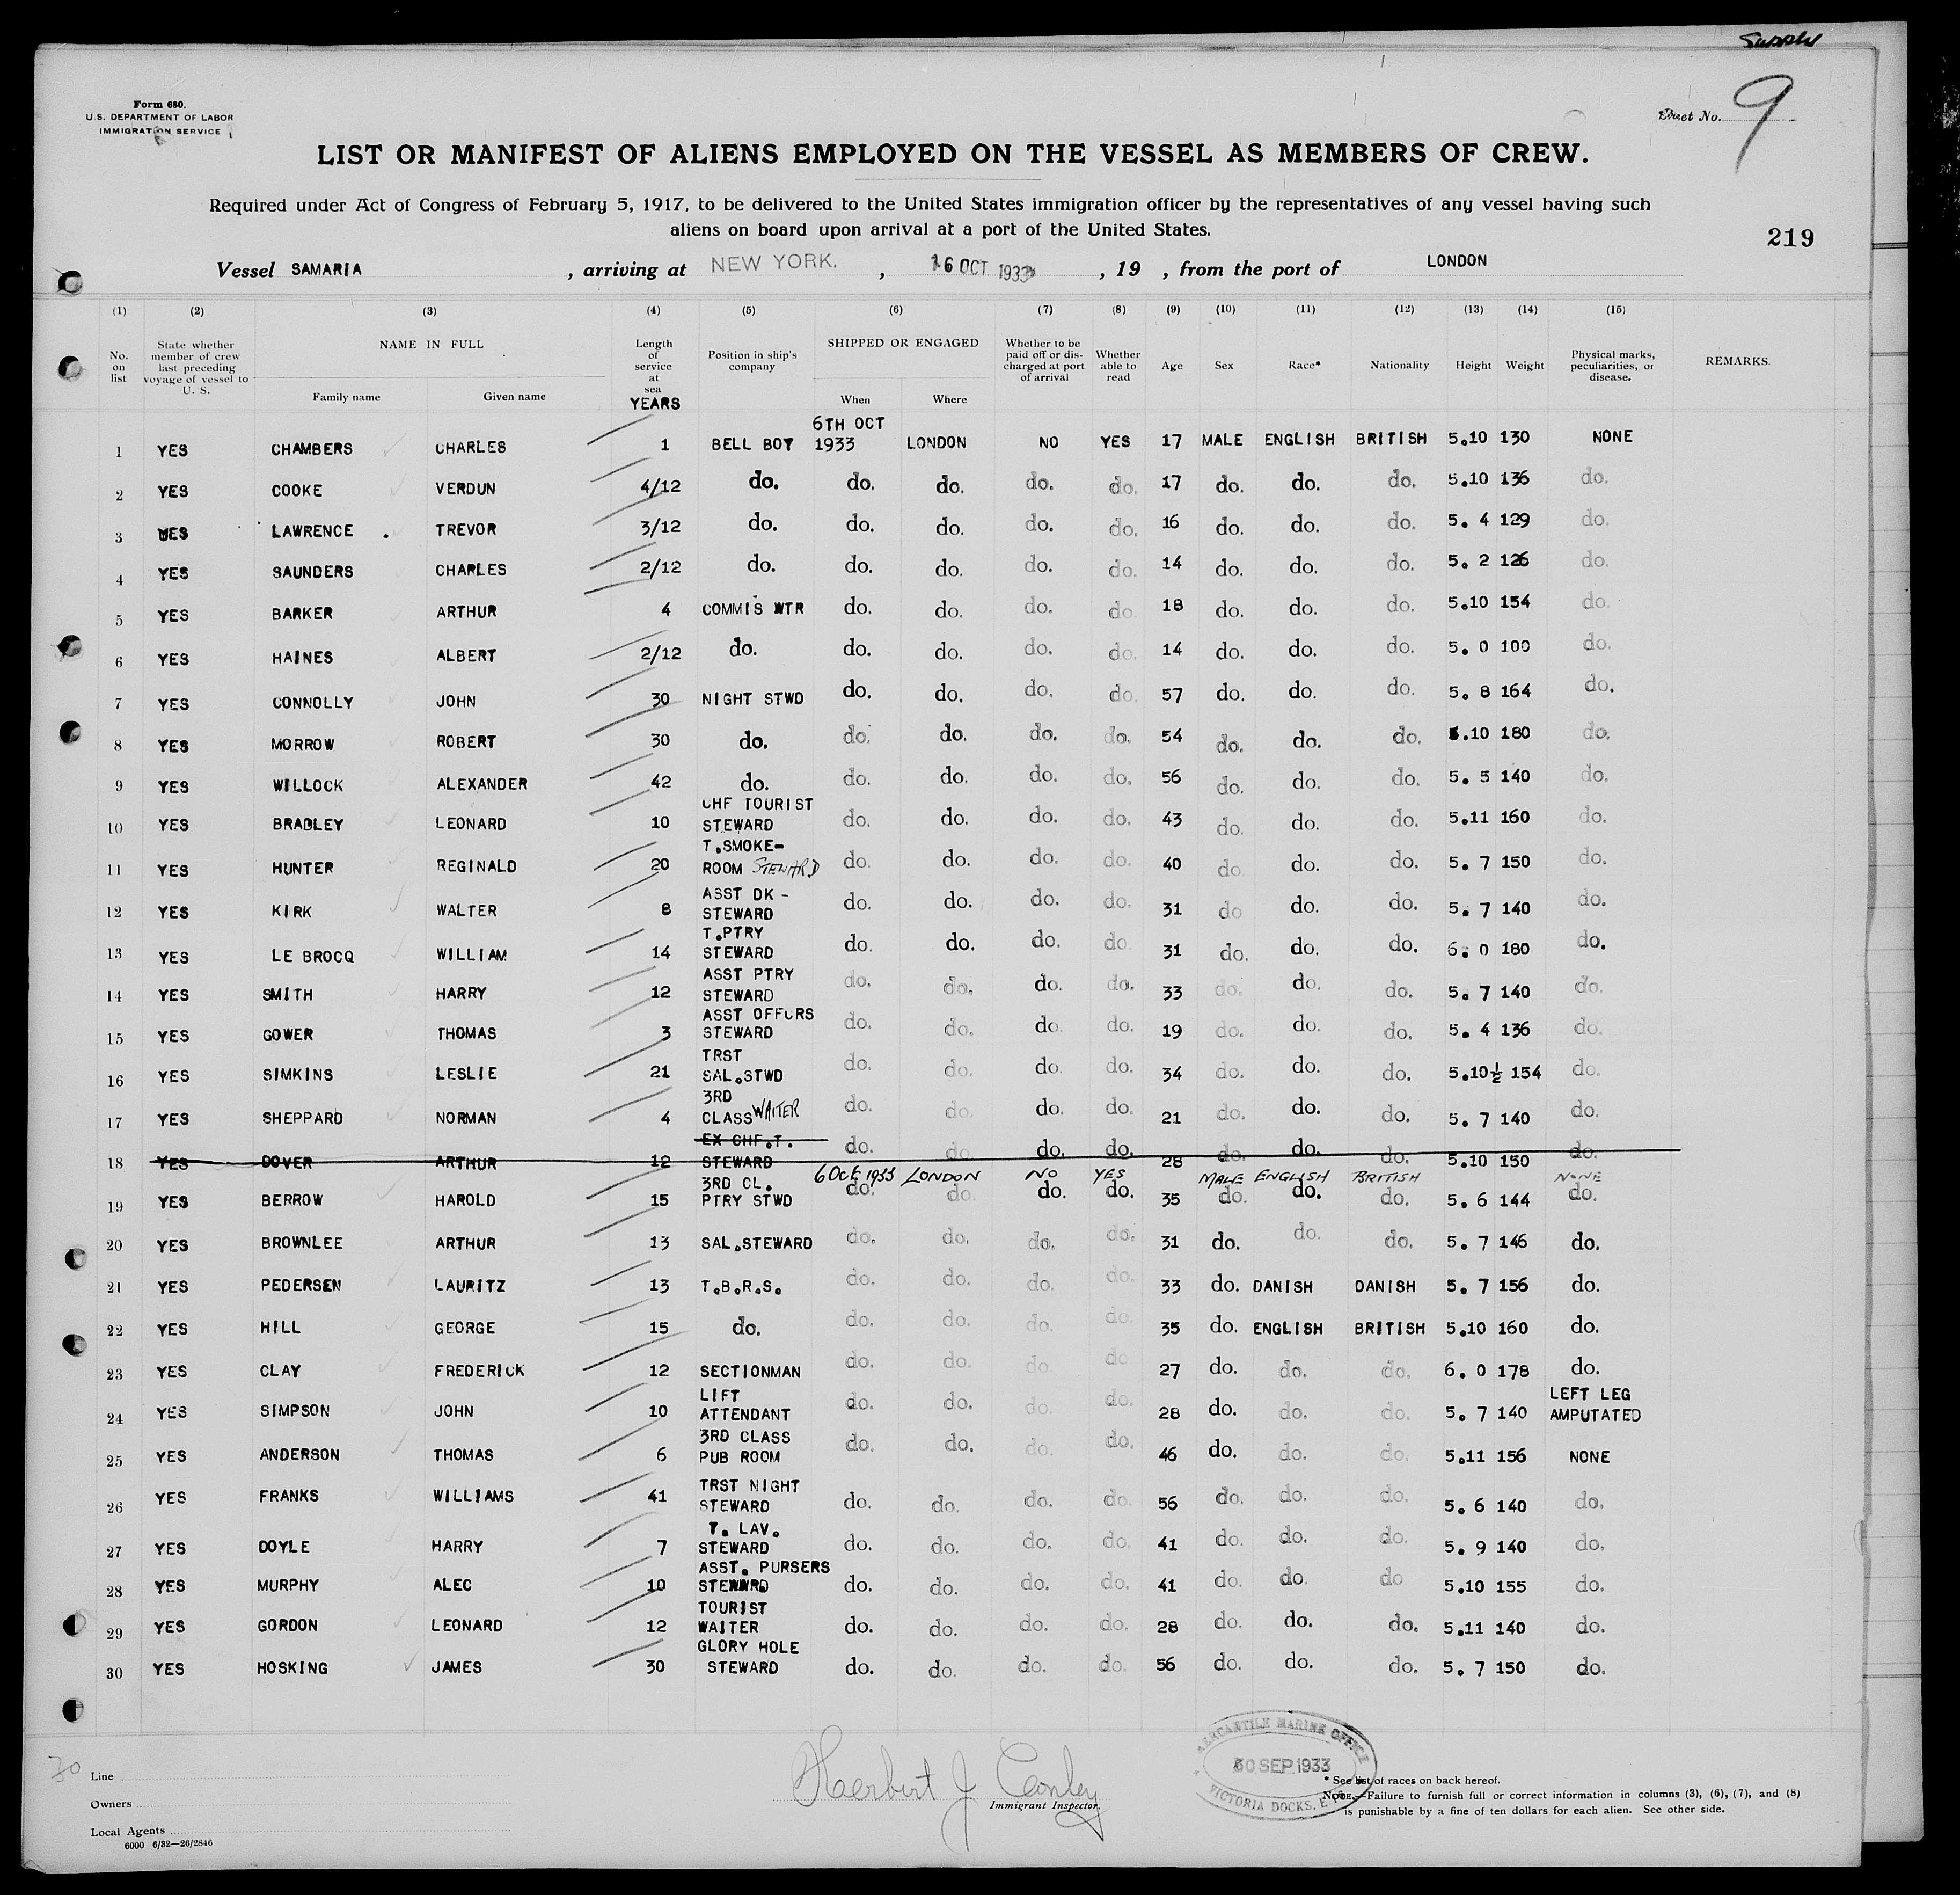 Supply
Form 680.
U.S. DEPARTMENT OF LABOR
IMMIGRATION SERVICE
Sheet No. 9
LIST OR MANIFEST OF ALIENS EMPLOYED ON THE VESSEL AS MEMBERS OF CREW.
Required under Act of Congress of February 5, 1917, to be delivered to the United States immigration officer by the representatives of any vessel having such
aliens on board upon arrival at a port of the United States.
219
Vessel SAMARIA , arriving at NEW YORK. , 16 OCT 1933 , 19 , from the port of LONDON
(1) (2) (3) (4) (5) (6) (7) (8) (9) (10) (11) (12) (13) (14) (15)
No. on list State whether member of crew last preceding voyage of vessel to U. S. NAME IN FULL Family name Given name Length of service at sea YEARS Position in ship's company SHIPPED OR ENGAGED When Where Whether to be paid off or discharged at port of arrival Whether able to read Age Sex Race* Nationality Height Weight Physical marks, peculiarities, or disease. REMARKS.
1 YES CHAMBERS CHARLES 1 BELL BOY 6TH OCT 1933 LONDON NO YES 17 MALE ENGLISH BRITISH 5.10 130 NONE
2 YES COOKE VERDUN 4/12 do. do. do. do. do. 17 do. do. do. 5.10 136 do.
3 YES LAWRENCE . TREVOR 3/12 do. do. do. do. do. 16 do. do. do. 5. 4 129 do.
4 YES SAUNDERS CHARLES 2/12 do. do. do. do. do. 14 do. do. do. 5. 2 126 do.
5 YES BARKER ARTHUR 4 COMMIS WTR do. do. do. do. 18 do. do. do. 5.10 154 do.
6 YES HAINES ALBERT 2/12 do. do. do. do. do. 14 do. do. do. 5. 0 100 do.
7 YES CONNOLLY JOHN 30 NIGHT STWD do. do. do. do. 57 do. do. do. 5. 8 164 do.
8 YES MORROW ROBERT 30 do. do. do. do. do. 54 do. do. do. 5.10 180 do.
9 YES WILLOCK ALEXANDER 42 do. do. do. do. do. 56 do. do. do. 5. 5 140 do.
10 YES BRADLEY LEONARD 10 CHF TOURIST STEWARD do. do. do. do. 43 do. do. do. 5.11 160 do.
11 YES HUNTER REGINALD 20 T.SMOKE- ROOM STEWARD do. do. do. do. 40 do. do. do. 5. 7 150 do.
12 YES KIRK WALTER 8 ASST DK - STEWARD do. do. do. do. 31 do do. do. 5. 7 140 do.
13 YES LE BROCQ WILLIAM 14 T.PTRY STEWARD do. do. do. do. 31 do. do. do. 6. 0 180 do.
14 YES SMITH HARRY 12 ASST PTRY STEWARD do. do. do. do. 33 do. do. do. 5. 7 140 do.
15 YES GOWER THOMAS 3 ASST OFFCRS STEWARD do. do. do. do. 19 do. do. do. 5. 4 136 do.
16 YES SIMKINS LESLIE 21 TRST SAL.STWD do. do. do. do. 34 do. do. do. 5.10½ 154 do.
17 YES SHEPPARD NORMAN 4 3RD CLASS WAITER do. do. do. do. 21 do. do. do. 5. 7 140 do.
18 YES DOVER ARTHUR 12 EX CHF.T. STEWARD do. do. do. do. 28 do. do. do. 5.10 150 do.
6 Oct 1933 LONDON NO YES MALE ENGLISH BRITISH NONE
19 YES BERROW HAROLD 15 3RD CL. PTRY STWD do. do. do. do. 35 do. do. do. 5. 6 144 do.
20 YES BROWNLEE ARTHUR 13 SAL.STEWARD do. do. do. do. 31 do. do. do. 5. 7 146 do.
21 YES PEDERSEN LAURITZ 13 T.B.R.S. do. do. do. do. 33 do. DANISH DANISH 5. 7 156 do.
22 YES HILL GEORGE 15 do. do. do. do. do. 35 do. ENGLISH BRITISH 5.10 160 do.
23 YES CLAY FREDERICK 12 SECTIONMAN do. do. do. do. 27 do. do. do. 6. 0 178 do.
24 YES SIMPSON JOHN 10 LIFT ATTENDANT do. do. do. do. 28 do. do. do. 5. 7 140 LEFT LEG AMPUTATED
25 YES ANDERSON THOMAS 6 3RD CLASS PUB ROOM do. do. do. do. 46 do. do. do. 5.11 156 NONE
26 YES FRANKS WILLIAMS 41 TRST NIGHT STEWARD do. do. do. do. 56 do. do. do. 5. 6 140 do.
27 YES DOYLE HARRY 7 T. LAV. STEWARD do. do. do. do. 41 do. do. do. 5. 9 140 do.
28 YES MURPHY ALEC 10 ASST. PURSERS STEWARD do. do. do. do. 41 do. do. do 5.10 155 do.
29 YES GORDON LEONARD 12 TOURIST WAITER do. do. do. do. 28 do. do. do. 5.11 140 do.
30 YES HOSKING JAMES 30 GLORY HOLE STEWARD do. do. do. do. 56 do. do. do. 5. 7 150 do.
30
Line
Owners
Local Agents
6000 6/32—26/2846
Herbert J Conley
Immigrant Inspector.
MERCANTILE MARINE OFFICE
30 SEP 1933
VICTORIA DOCKS, E
* See list of races on back hereof.
NOTE.—Failure to furnish full or correct information in columns (3), (6), (7), and (8)
is punishable by a fine of ten dollars for each alien. See other side.